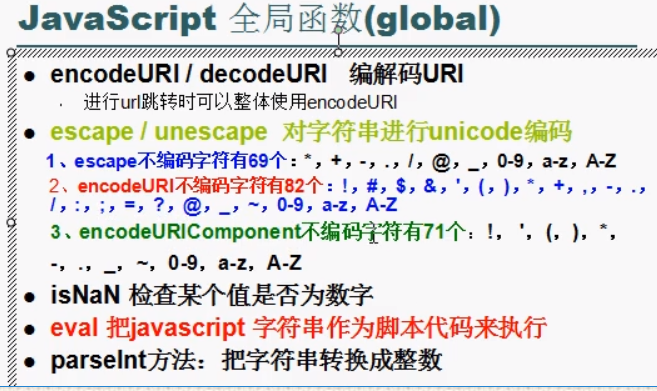 JavaScript 全局函数(global)
● encodeURI / decodeURI 编解码URI
. 进行url跳转时可以整体使用encodeURI
● escape / unescape 对字符串进行unicode编码
1、escape不编码字符有69个：*，+，-，.，/，@，_，0-9，a-z，A-Z
2、encodeURI不编码字符有82个：!，#，$，&，'，(，)，*，+，,，-，.，
/，:，;，=，?，@，_，~，0-9，a-z，A-Z
3、encodeURIComponent不编码字符有71个：!， '，(，)，*，
-，.，_，~，0-9，a-z，A-Z
● isNaN 检查某个值是否为数字
● eval 把javascript 字符串作为脚本代码来执行
● parseInt方法：把字符串转换成整数